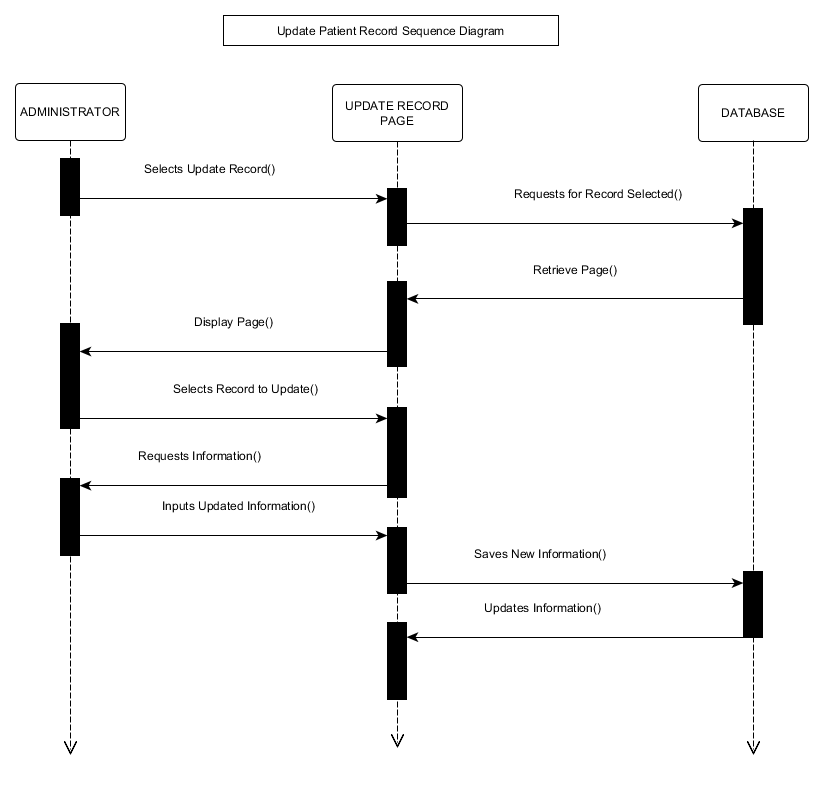 Update Patient Record Sequence Diagram
ADMINISTRATOR
UPDATE RECORD
PAGE
DATABASE
Selects Update Record()
Requests for Record Selected()
Retrieve Page()
Display Page()
Selects Record to Update()
Requests Information()
Inputs Updated Information()
Saves New Information()
Updates Information()